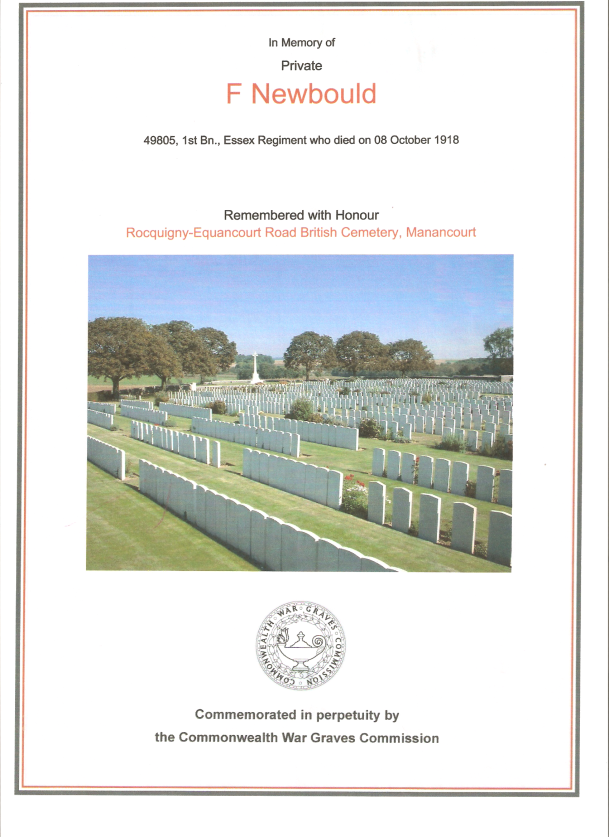 In Memory of
Private
F Newbould
49805, 1st Bn., Essex Regiment who died on 08 October 1918
Remembered with Honour
Rocquigny-Equancourt Road British Cemetery, Manancourt
COMMONWEALTH WAR GRAVES COMMISSION
Commemorated in perpetuity by
the Commonwealth War Graves Commission